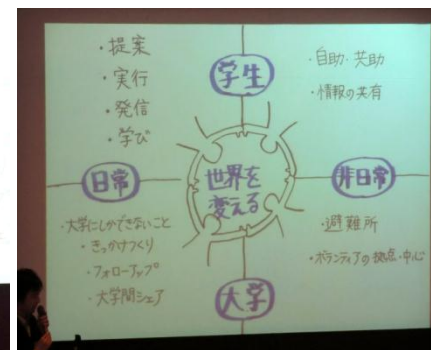 ・提案
・実行
・発信
・学び
学生
・自助・共助
・情報の共有
日常
世界を
変える
非日常
・大学にしかできないこと
・きっかけづくり
・フォローアップ
・大学間シェア
・避難所
・ボランティアの拠点・中心
大学